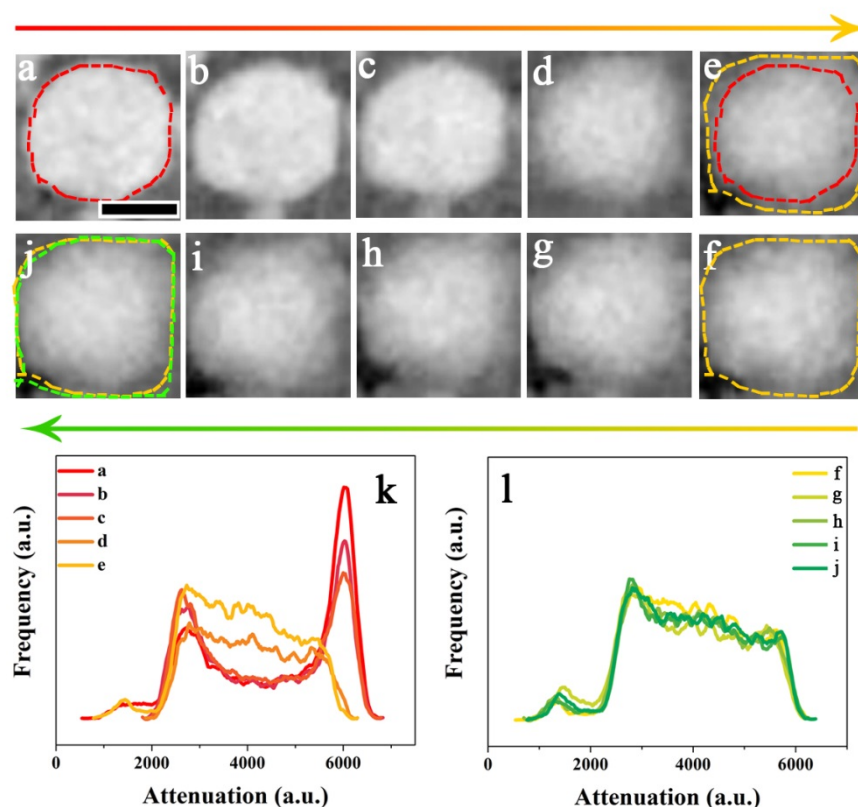 a b c d e
j i h g f
k
a
b
c
d
e
Frequency (a.u.)
0 2000 4000 6000
Attenuation (a.u.)
l
f
g
h
i
j
Frequency (a.u.)
0 2000 4000 6000
Attenuation (a.u.)